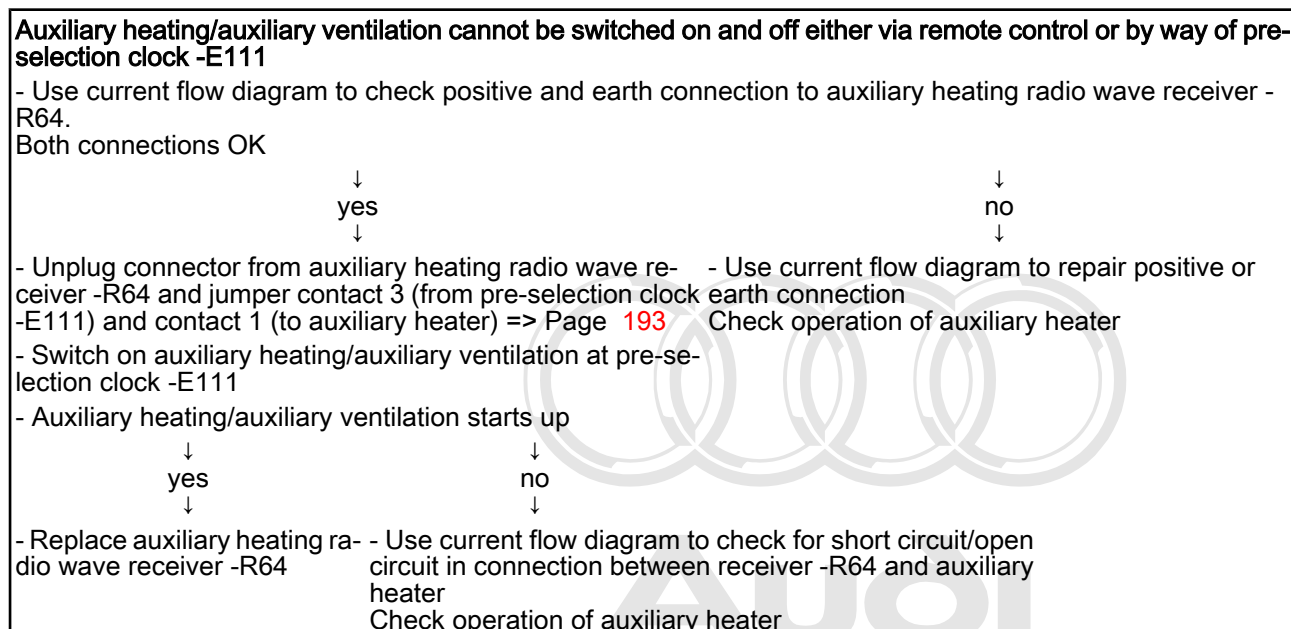 Auxiliary heating/auxiliary ventilation cannot be switched on and off either via remote control or by way of pre-
selection clock -E111
- Use current flow diagram to check positive and earth connection to auxiliary heating radio wave receiver -
R64.
Both connections OK
↓ ↓
yes no
↓ ↓
- Unplug connector from auxiliary heating radio wave re-
ceiver -R64 and jumper contact 3 (from pre-selection clock
-E111) and contact 1 (to auxiliary heater) => Page 193
- Use current flow diagram to repair positive or
earth connection
Check operation of auxiliary heater
- Switch on auxiliary heating/auxiliary ventilation at pre-se-
lection clock -E111
- Auxiliary heating/auxiliary ventilation starts up
↓ ↓
yes no
↓ ↓
- Replace auxiliary heating ra-
dio wave receiver -R64
- Use current flow diagram to check for short circuit/open
circuit in connection between receiver -R64 and auxiliary
heater
Check operation of auxiliary heater
Audi